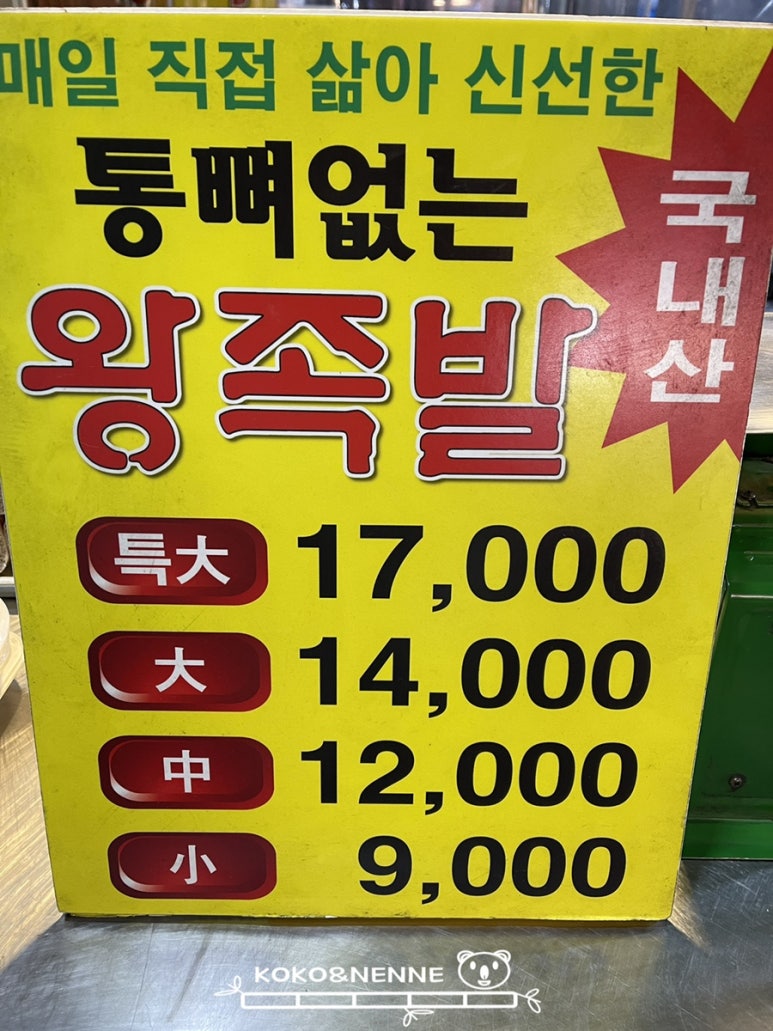 매일 직접 삶아 신선한
통뼈없는
왕족발
국내산
특大 17,000
大 14,000
中 12,000
小 9,000
KOKO&NENNE